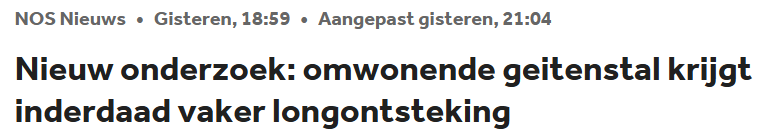 NOS Nieuws • Gisteren, 18:59 • Aangepast gisteren, 21:04
Nieuw onderzoek: omwonende geitenstal krijgt
inderdaad vaker longontsteking